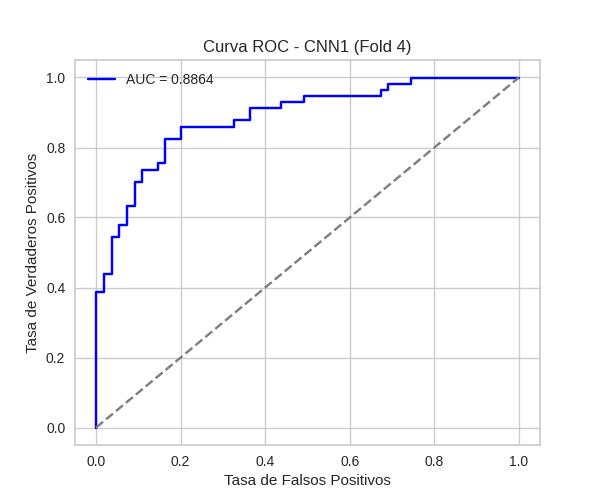 Curva ROC - CNN1 (Fold 4)
1.0
AUC = 0.8864
0.8
0.6
0.4
0.2
0.0
Tasa de Verdaderos Positivos
0.0 0.2 0.4 0.6 0.8 1.0
Tasa de Falsos Positivos